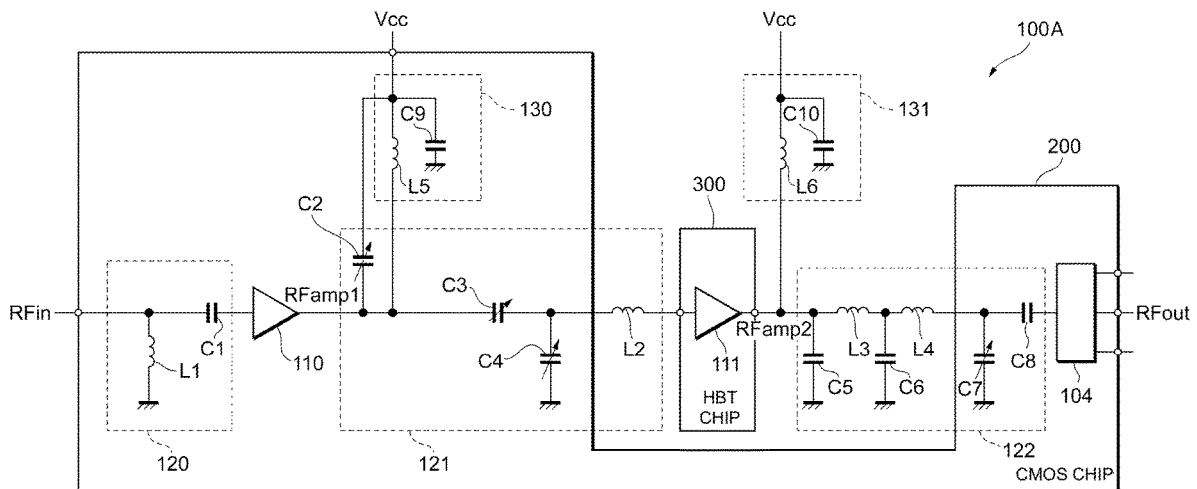 Vcc
Vcc
100A
130
131
C9
C10
L5
L6
200
300
C2
RFamp1
C3
RFin
C1
L1
110
C4
L2
RFamp2
111
HBT
CHIP
C5
L3
C6
L4
C7
C8
104
RFout
120
121
122
CMOS CHIP